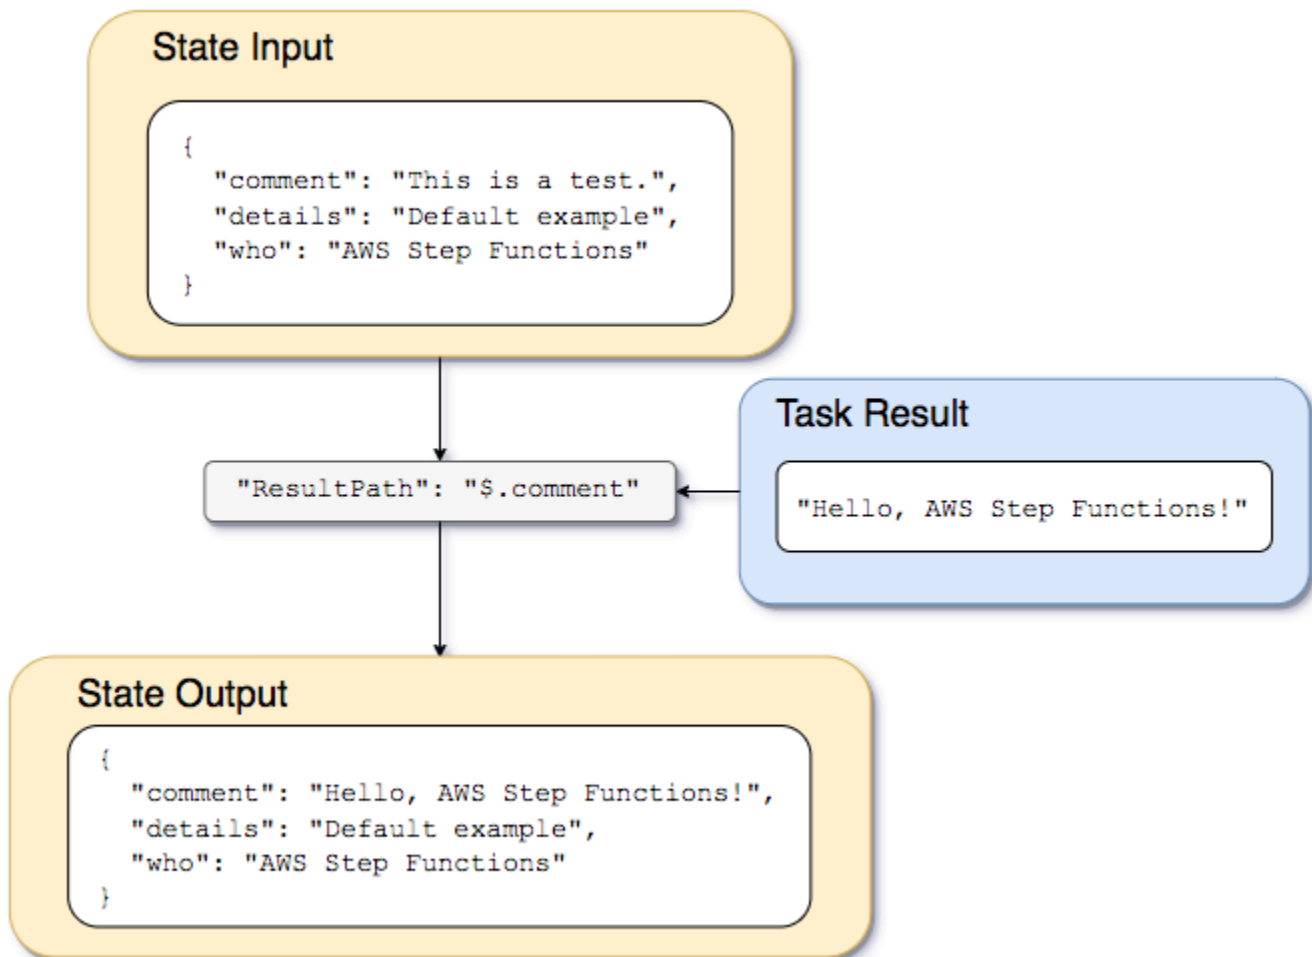 State Input
{
  "comment": "This is a test.",
  "details": "Default example",
  "who": "AWS Step Functions"
}
Task Result
"ResultPath": "$.comment"
"Hello, AWS Step Functions!"
State Output
{
  "comment": "Hello, AWS Step Functions!",
  "details": "Default example",
  "who": "AWS Step Functions"
}